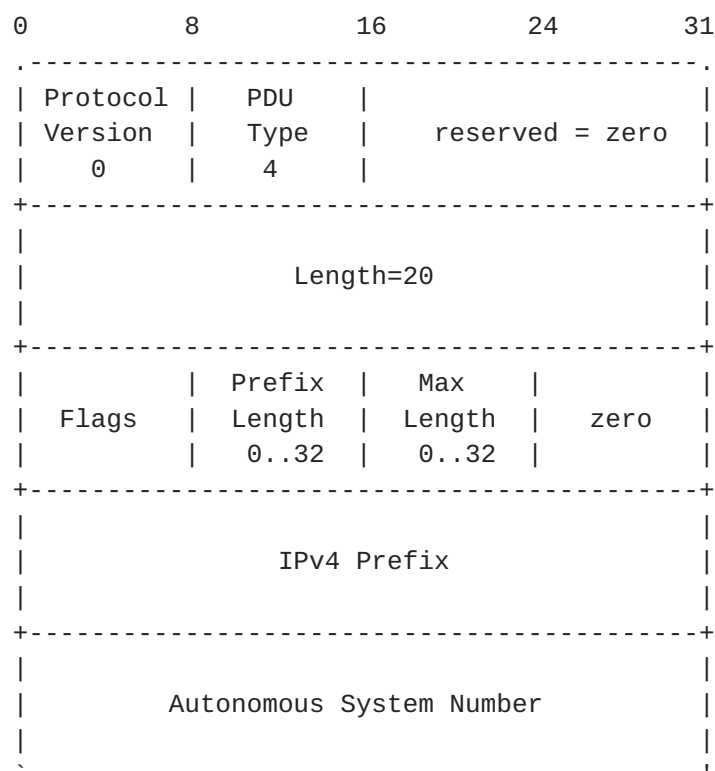 0          8          16         24        31
.-------------------------------------------.
| Protocol |   PDU    |                     |
| Version  |   Type   |    reserved = zero  |
|    0     |    4     |                     |
+-------------------------------------------+
|                                           |
|                 Length=20                 |
|                                           |
+-------------------------------------------+
|          |  Prefix  |   Max    |          |
|  Flags   |  Length  |  Length  |   zero   |
|          |   0..32  |   0..32  |          |
+-------------------------------------------+
|                                           |
|                IPv4 Prefix                |
|                                           |
+-------------------------------------------+
|                                           |
|         Autonomous System Number          |
|                                           |